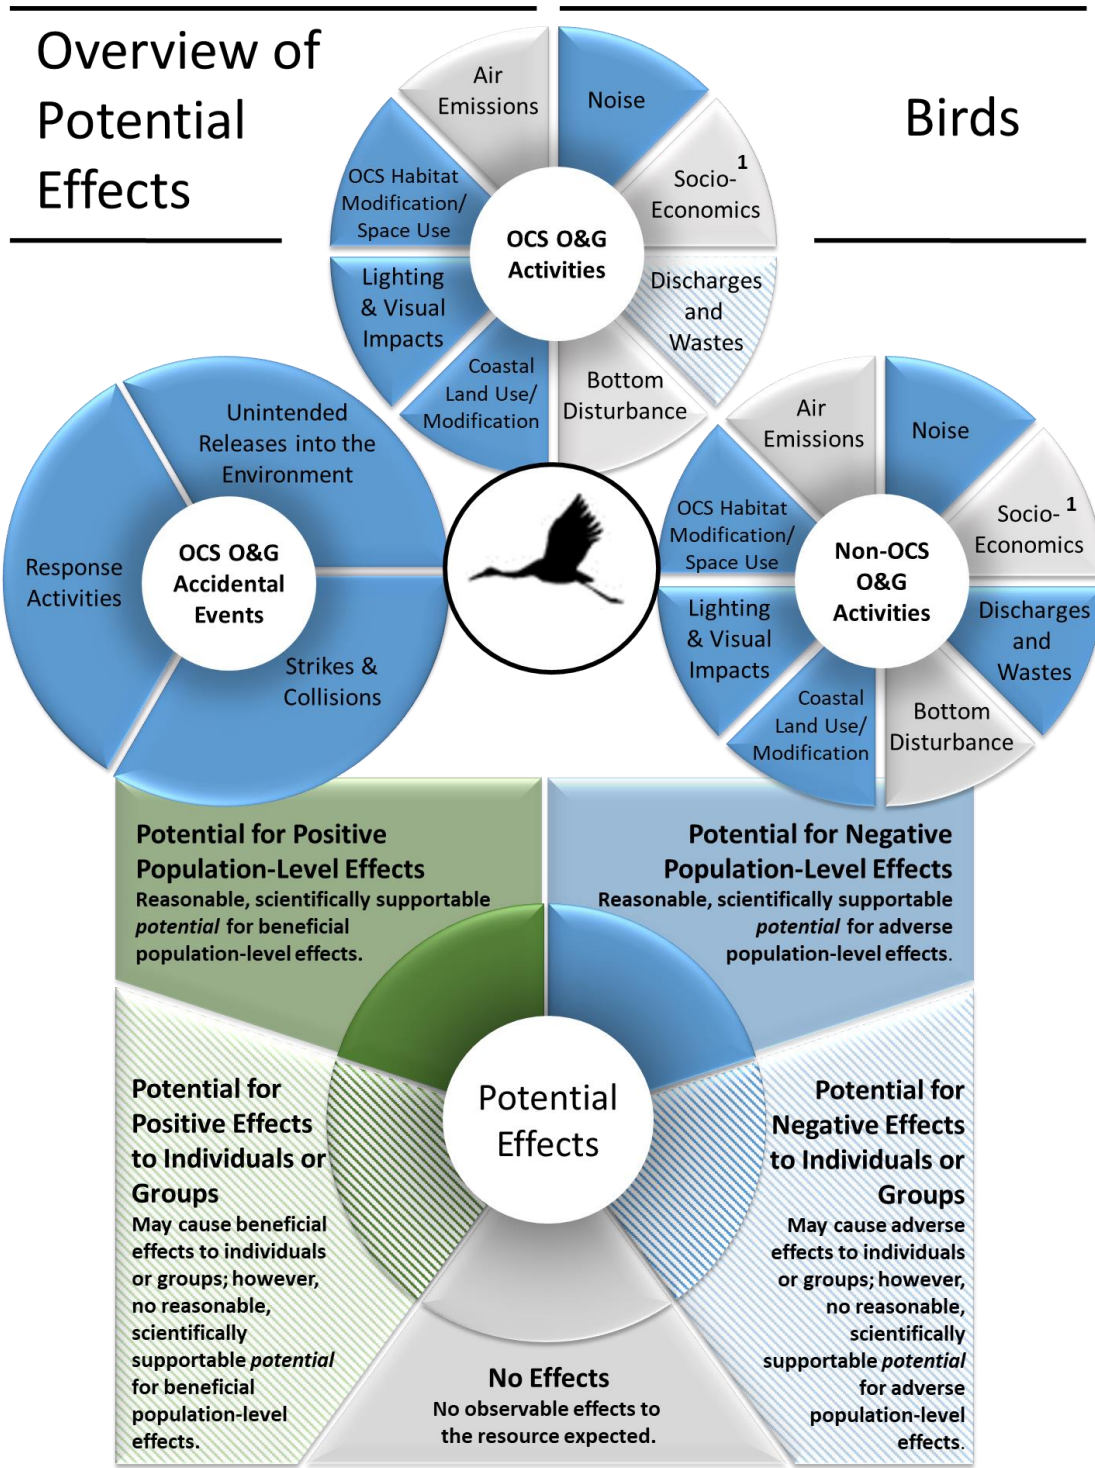 Overview of
Potential
Effects
Birds
Air
Emissions
Noise
Socio-1
Economics
Discharges
and
Wastes
Bottom
Disturbance
Coastal
Land Use/
Modification
Lighting
& Visual
Impacts
OCS Habitat
Modification/
Space Use
OCS O&G
Activities
Unintended
Releases into the
Environment
Strikes &
Collisions
Response
Activities
OCS O&G
Accidental
Events
Air
Emissions
Noise
Socio-1
Economics
Discharges
and
Wastes
Bottom
Disturbance
Coastal
Land Use/
Modification
Lighting
& Visual
Impacts
OCS Habitat
Modification/
Space Use
Non-OCS
O&G
Activities
Potential for Positive
Population-Level Effects
Reasonable, scientifically supportable
potential for beneficial
population-level effects.
Potential for Negative
Population-Level Effects
Reasonable, scientifically supportable
potential for adverse
population-level effects.
Potential
Effects
Potential for
Positive Effects
to Individuals or
Groups
May cause beneficial
effects to individuals
or groups; however,
no reasonable,
scientifically
supportable potential
for beneficial
population-level
effects.
Potential for
Negative Effects
to Individuals or
Groups
May cause adverse
effects to individuals
or groups; however,
no reasonable,
scientifically
supportable potential
for adverse
population-level
effects.
No Effects
No observable effects to
the resource expected.